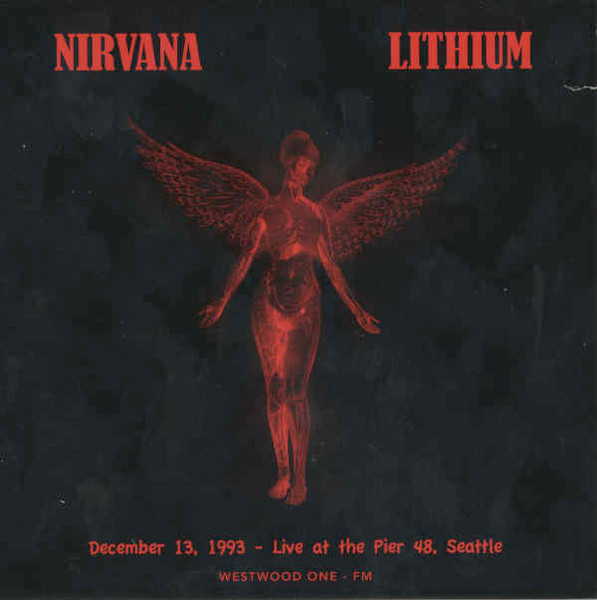 NIRVANA LITHIUM
December 13, 1993 - Live at the Pier 48, Seattle
WESTWOOD ONE - FM